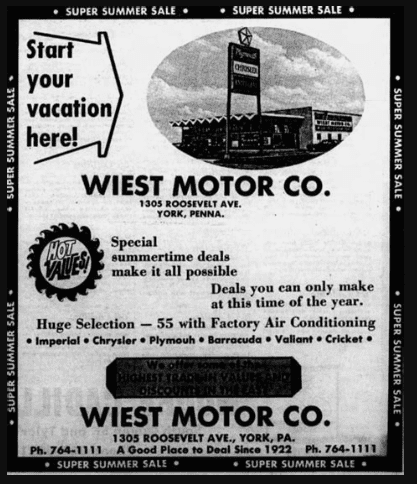 • SUPER SUMMER SALE • • SUPER SUMMER SALE •
Start
your
vacation
here!
Plymouth
CHRYSLER
WIEST MOTOR CO.
1305 ROOSEVELT AVE.
YORK, PENNA.
HOT
VALUES!
Special
summertime deals
make it all possible
Deals you can only make
at this time of the year.
Huge Selection — 55 with Factory Air Conditioning
• Imperial • Chrysler • Plymouh • Barracuda • Valiant • Cricket •
We offer some of the
HIGHEST TRADE-IN VALUES AND
DISCOUNTS IN THE EAST
WIEST MOTOR CO.
1305 ROOSEVELT AVE., YORK, PA.
Ph. 764-1111 A Good Place to Deal Since 1922 Ph. 764-1111
• SUPER SUMMER SALE • • SUPER SUMMER SALE •
• SUPER SUMMER SALE •
• SUPER SUMMER SALE •
• SUPER SUMMER SALE •
• SUPER SUMMER SALE •